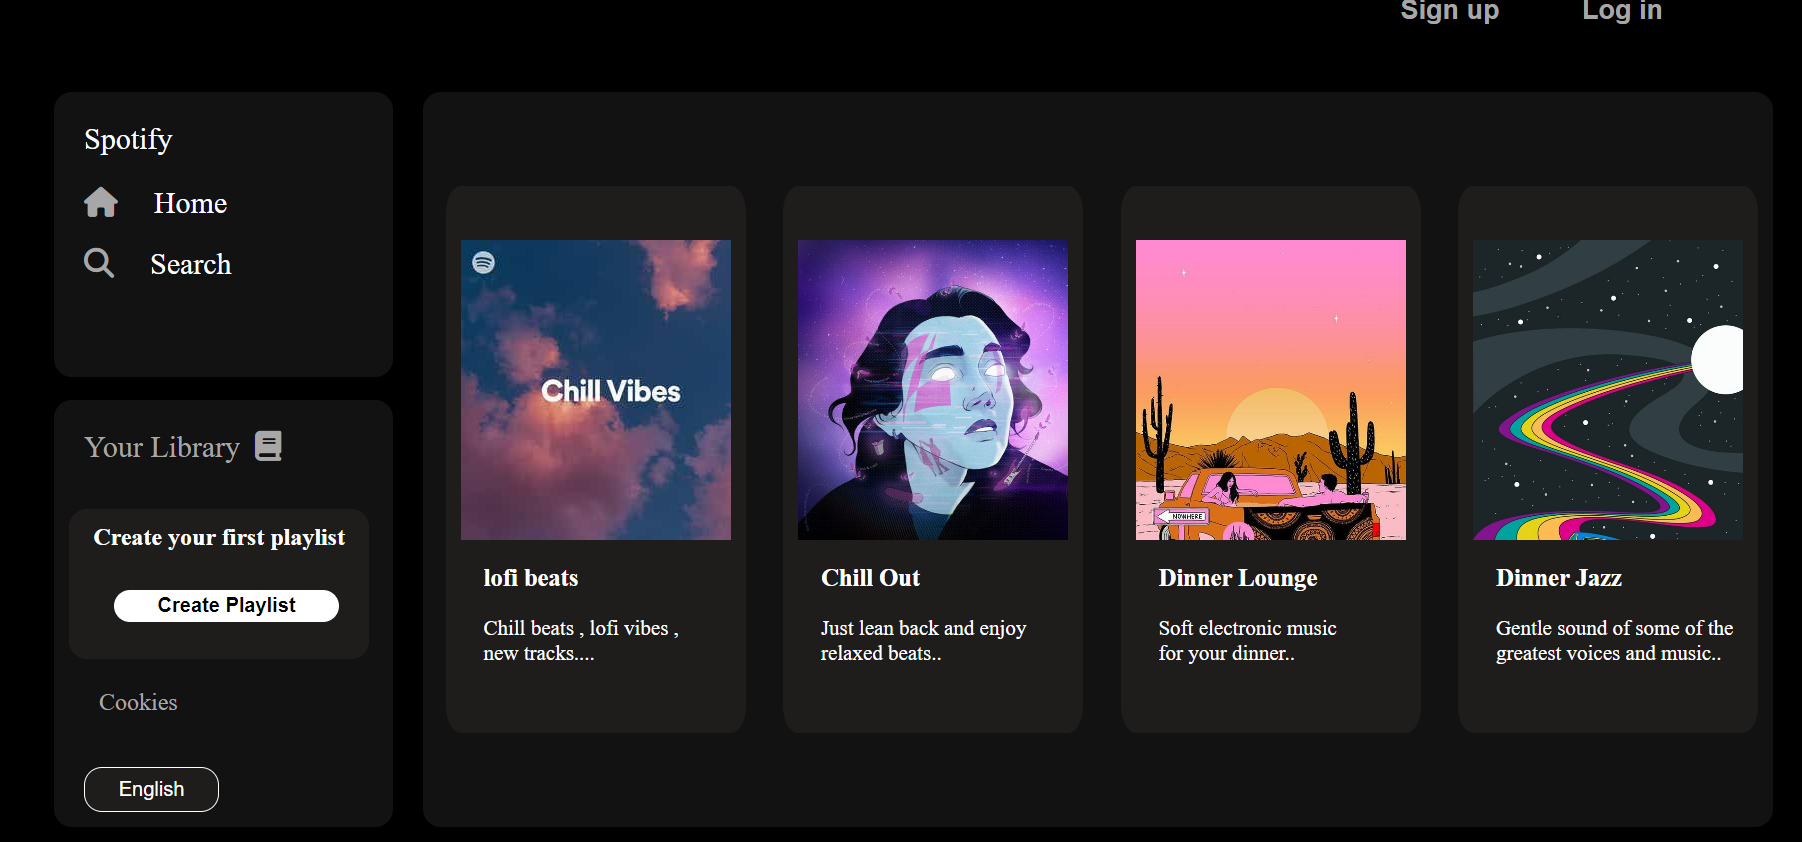 Sign up
Log in
Spotify
Home
Search
Your Library
Create your first playlist
Create Playlist
Cookies
English
Chill Vibes
lofi beats
Chill beats , lofi vibes ,
new tracks....
Chill Out
Just lean back and enjoy
relaxed beats..
NOWHERE
Dinner Lounge
Soft electronic music
for your dinner..
Dinner Jazz
Gentle sound of some of the
greatest voices and music..